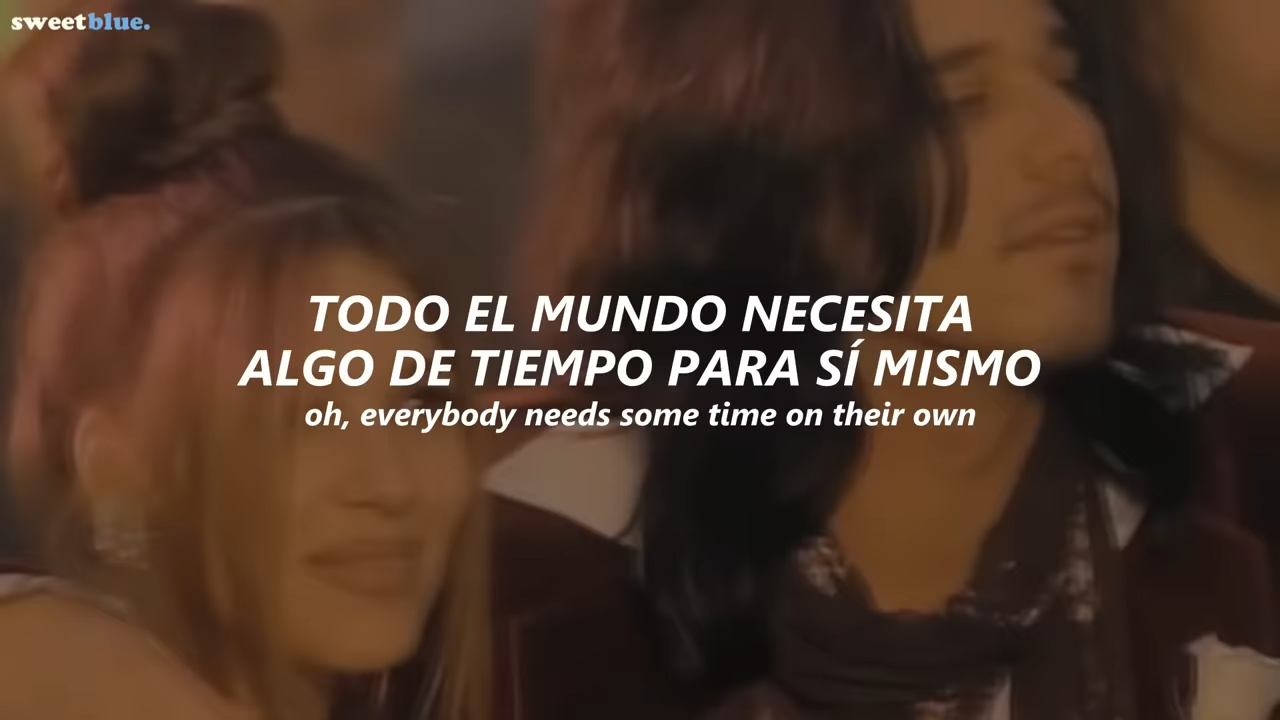 sweetblue.
TODO EL MUNDO NECESITA
ALGO DE TIEMPO PARA SÍ MISMO
oh, everybody needs some time on their own